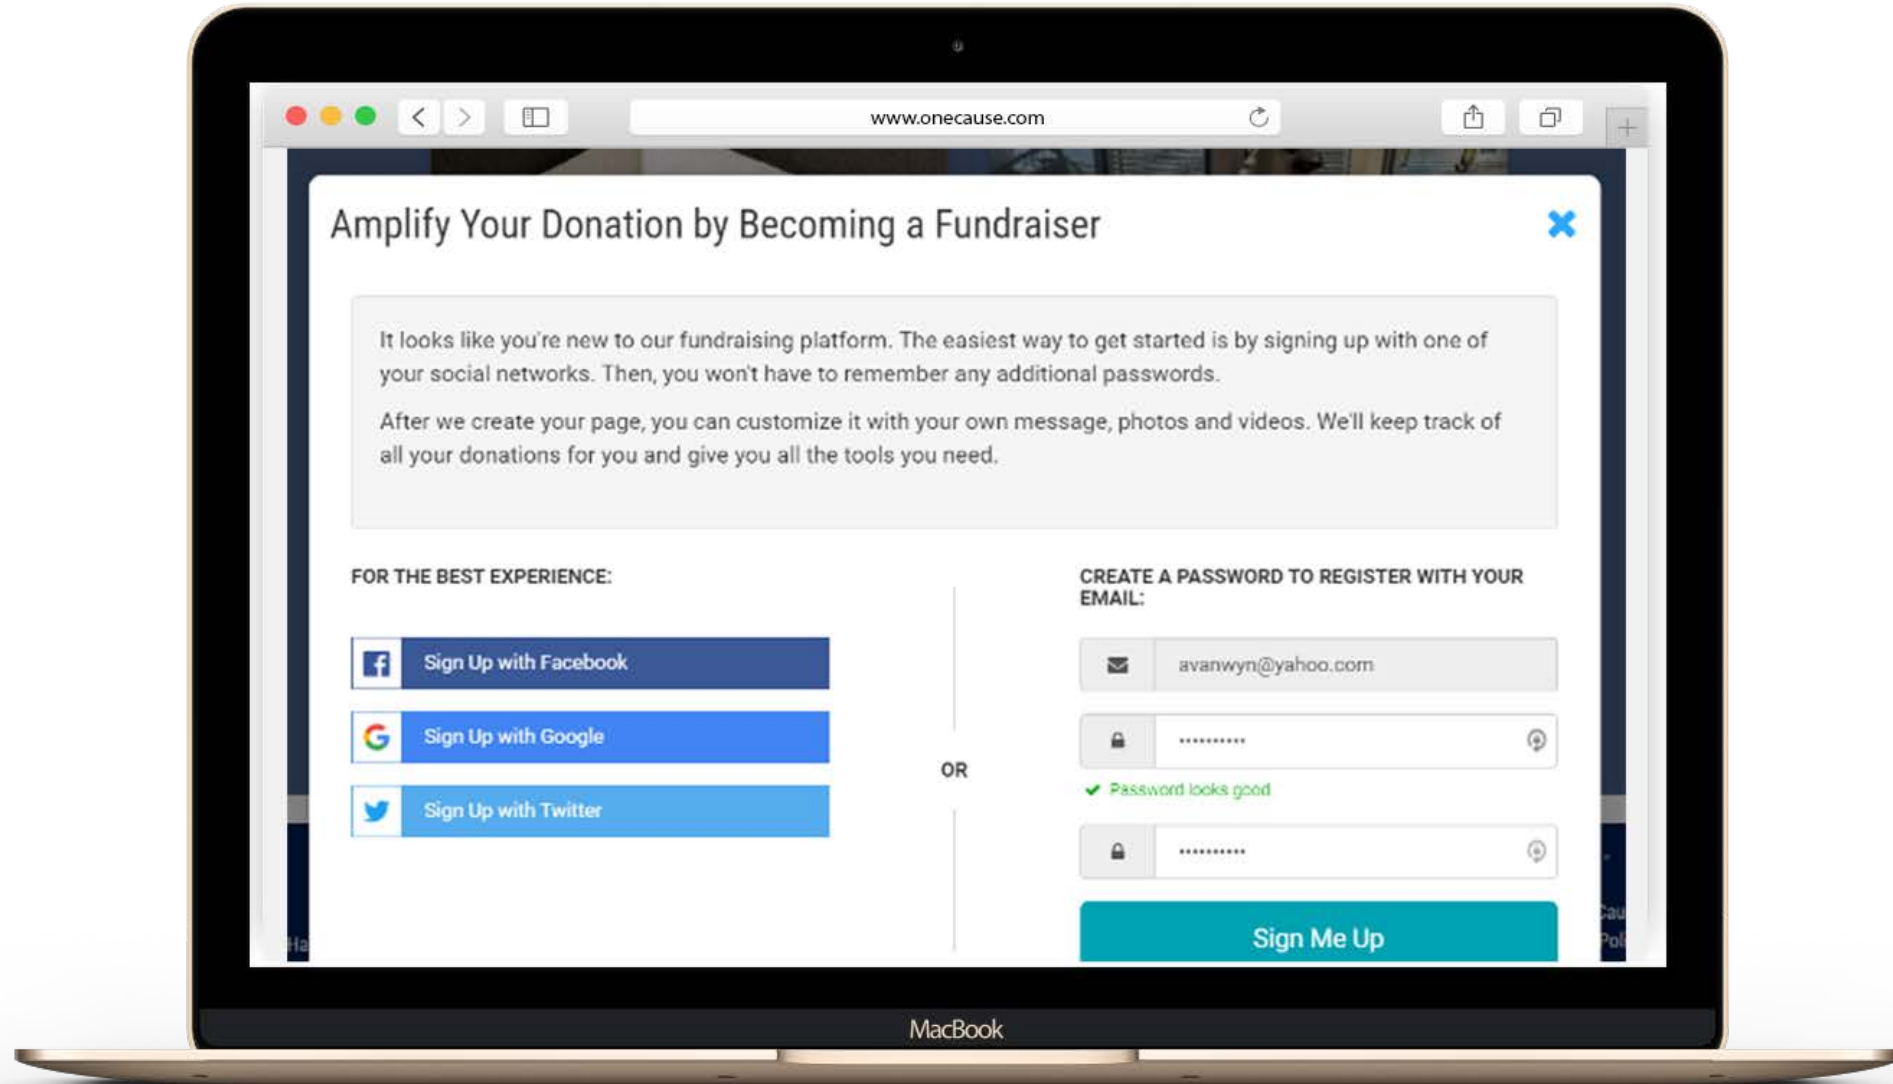 www.onecause.com
Amplify Your Donation by Becoming a Fundraiser
It looks like you're new to our fundraising platform. The easiest way to get started is by signing up with one of
your social networks. Then, you won't have to remember any additional passwords.
After we create your page, you can customize it with your own message, photos and videos. We'll keep track of
all your donations for you and give you all the tools you need.
FOR THE BEST EXPERIENCE:
Sign Up with Facebook
Sign Up with Google
Sign Up with Twitter
OR
CREATE A PASSWORD TO REGISTER WITH YOUR
EMAIL:
avanwyn@yahoo.com
••••••••••
Password looks good
••••••••••
Sign Me Up
Ha
Cau
Poli
MacBook